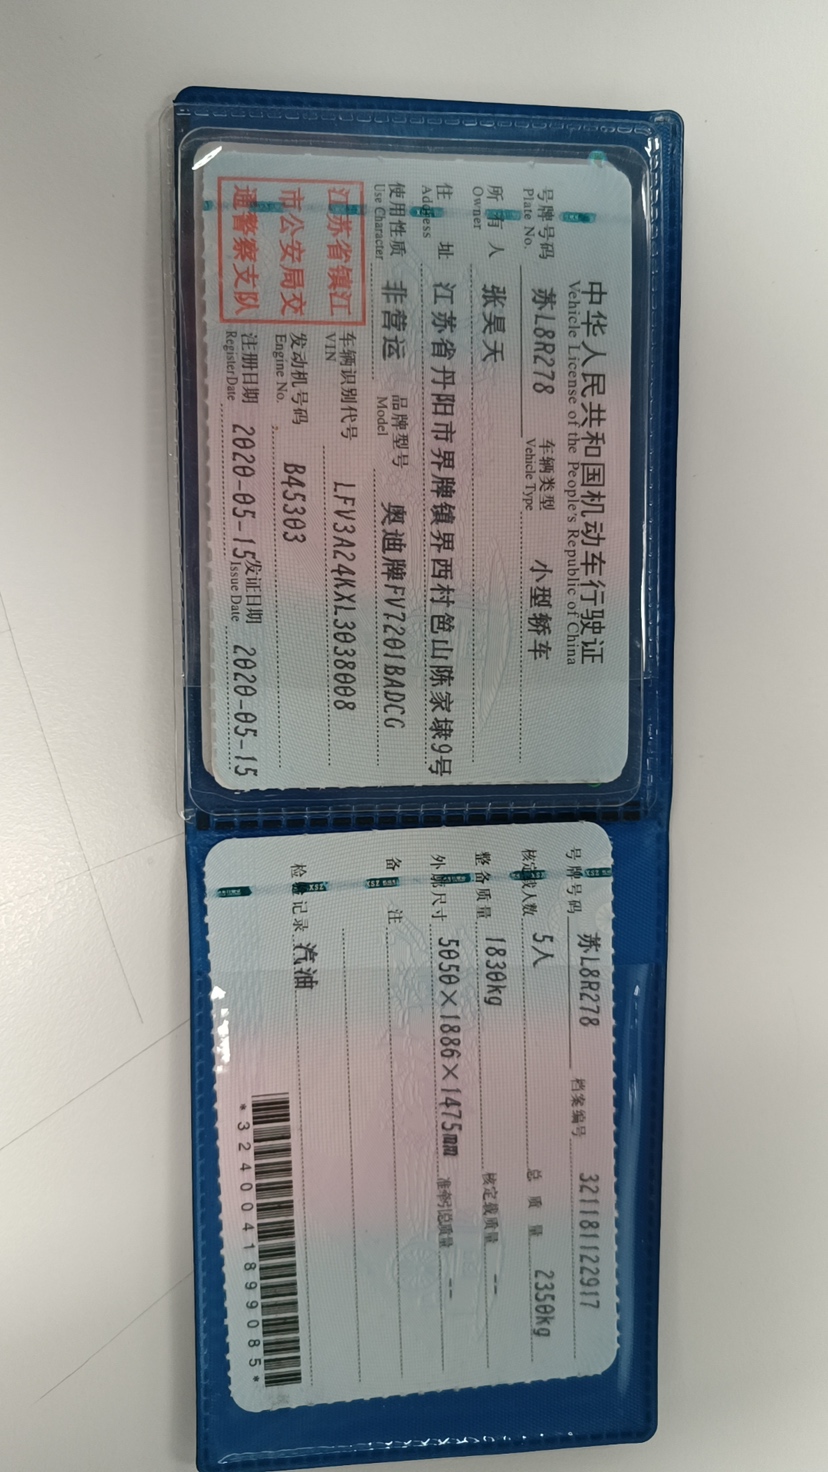 中华人民共和国机动车行驶证
Vehicle License of the People's Republic of China
号牌号码 苏L8R278 车辆类型 小型轿车
Plate No. Vehicle Type
所有人 张昊天
Owner
住址 江苏省丹阳市界牌镇界西村笆山陈家埭9号
Address
使用性质 非营运 品牌型号 奥迪牌FV7201BADCG
Use Character Model
江苏省镇江
市公安局交
通警察支队
车辆识别代号 LFV3A24KXL3038008
VIN
发动机号码 B45303
Engine No.
注册日期 2020-05-15 发证日期 2020-05-15
Register Date Issue Date
号牌号码 苏L8R278 档案编号 321181122917
核定载人数 5人 总质量 2350kg
整备质量 1830kg 核定载质量 --
外廓尺寸 5050×1886×1475mm 准牵引总质量 --
备注
检验记录 汽油
*3240041899085*